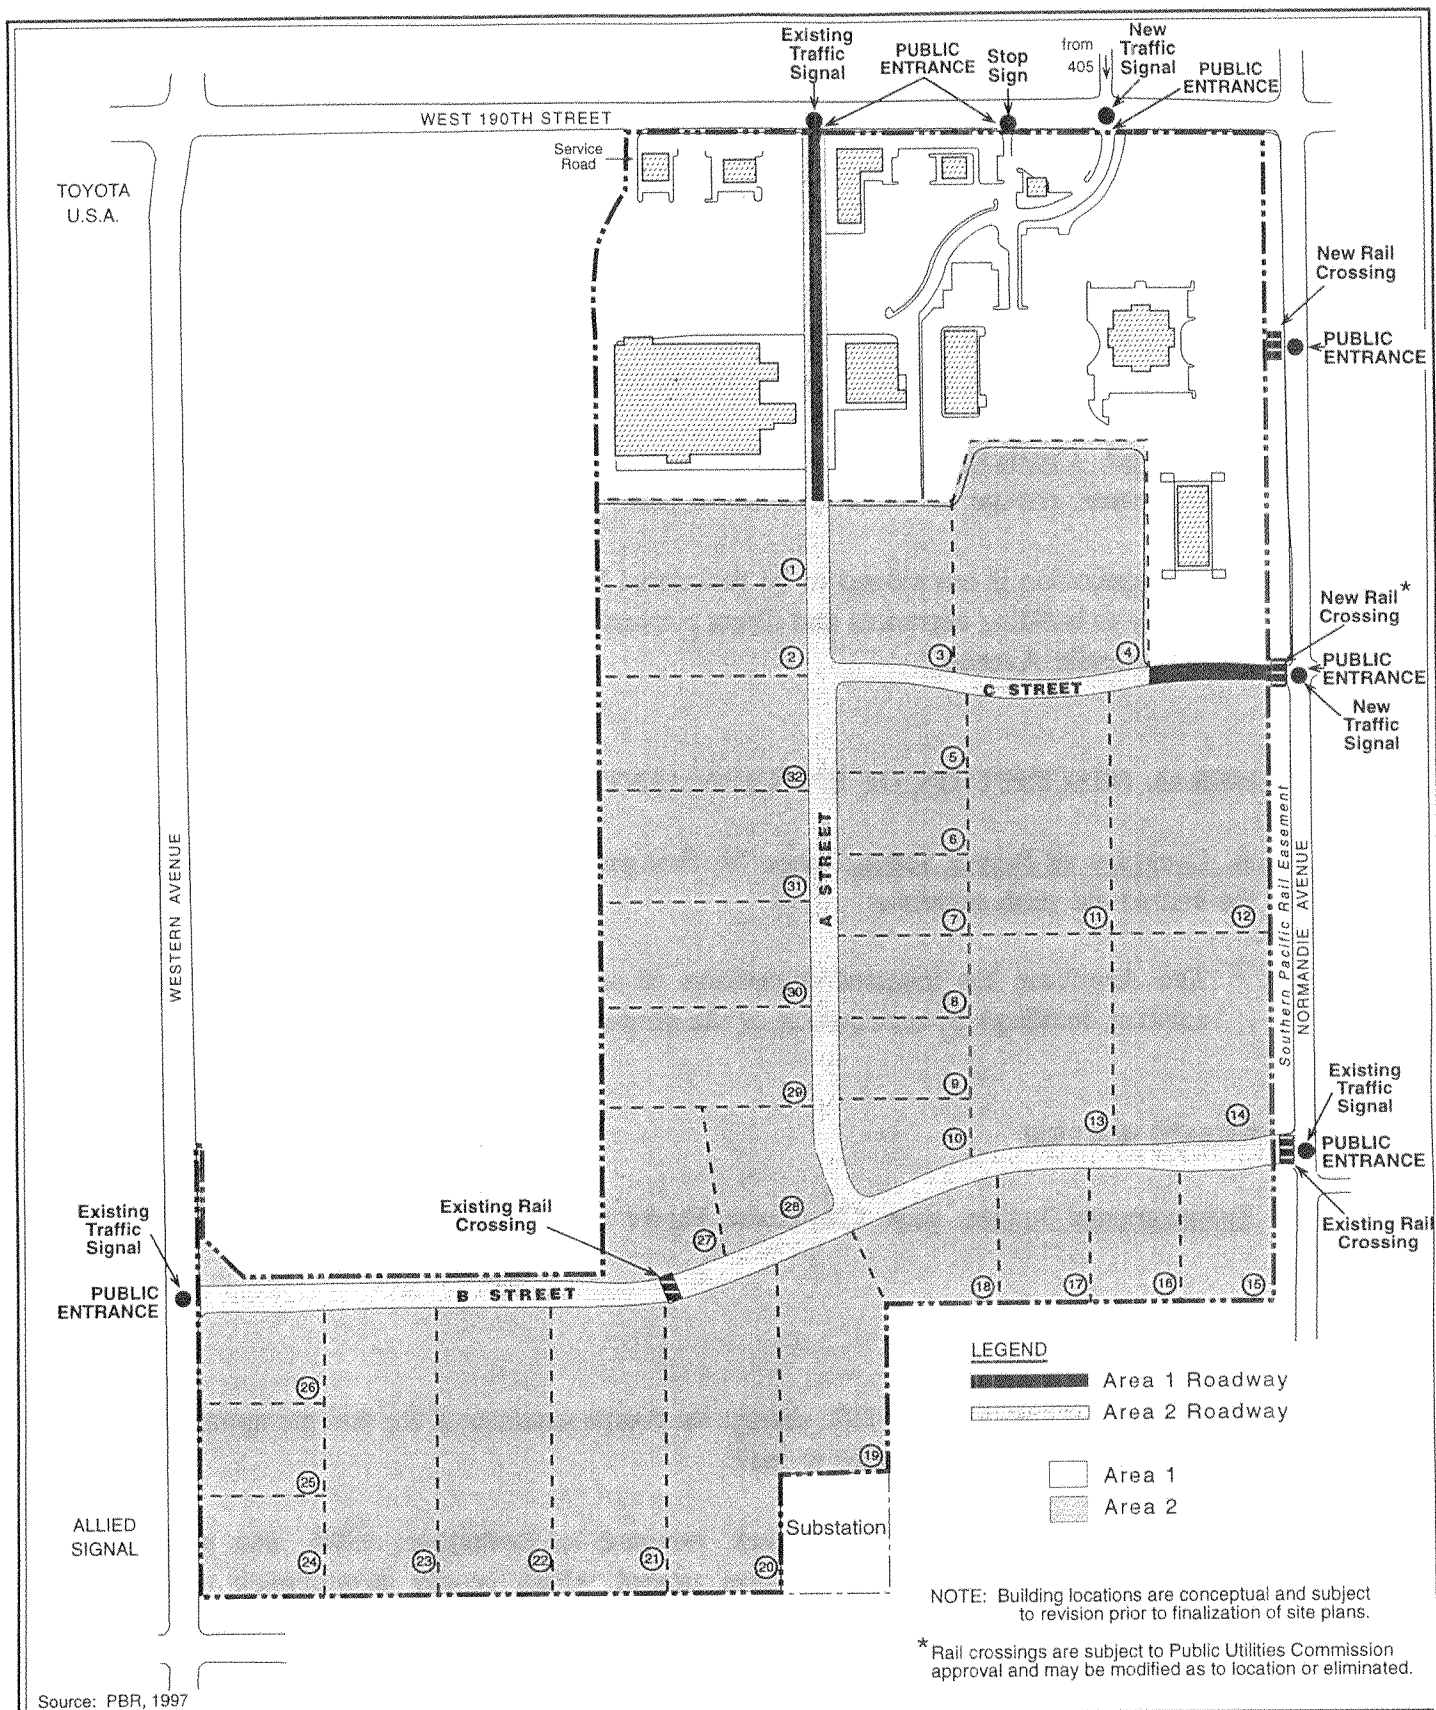 Existing
Traffic
Signal
PUBLIC
ENTRANCE
Stop
Sign
from
405
New
Traffic
Signal
PUBLIC
ENTRANCE
WEST 190TH STREET
Service
Road
TOYOTA
U.S.A.
New Rail
Crossing
PUBLIC
ENTRANCE
1
New Rail*
Crossing
2
3
4
PUBLIC
ENTRANCE
C STREET
New
Traffic
Signal
5
32
6
A STREET
WESTERN AVENUE
Southern Pacific Rail Easement
NORMANDIE AVENUE
31
7
11
12
30
8
29
9
Existing
Traffic
Signal
10
13
14
PUBLIC
ENTRANCE
Existing Rail
Crossing
28
27
Existing
Traffic
Signal
Existing Rail
Crossing
PUBLIC
ENTRANCE
B STREET
18
17
16
15
LEGEND
Area 1 Roadway
Area 2 Roadway
Area 1
Area 2
26
19
25
ALLIED
SIGNAL
Substation
24
23
22
21
20
NOTE: Building locations are conceptual and subject
to revision prior to finalization of site plans.
* Rail crossings are subject to Public Utilities Commission
approval and may be modified as to location or eliminated.
Source: PBR, 1997